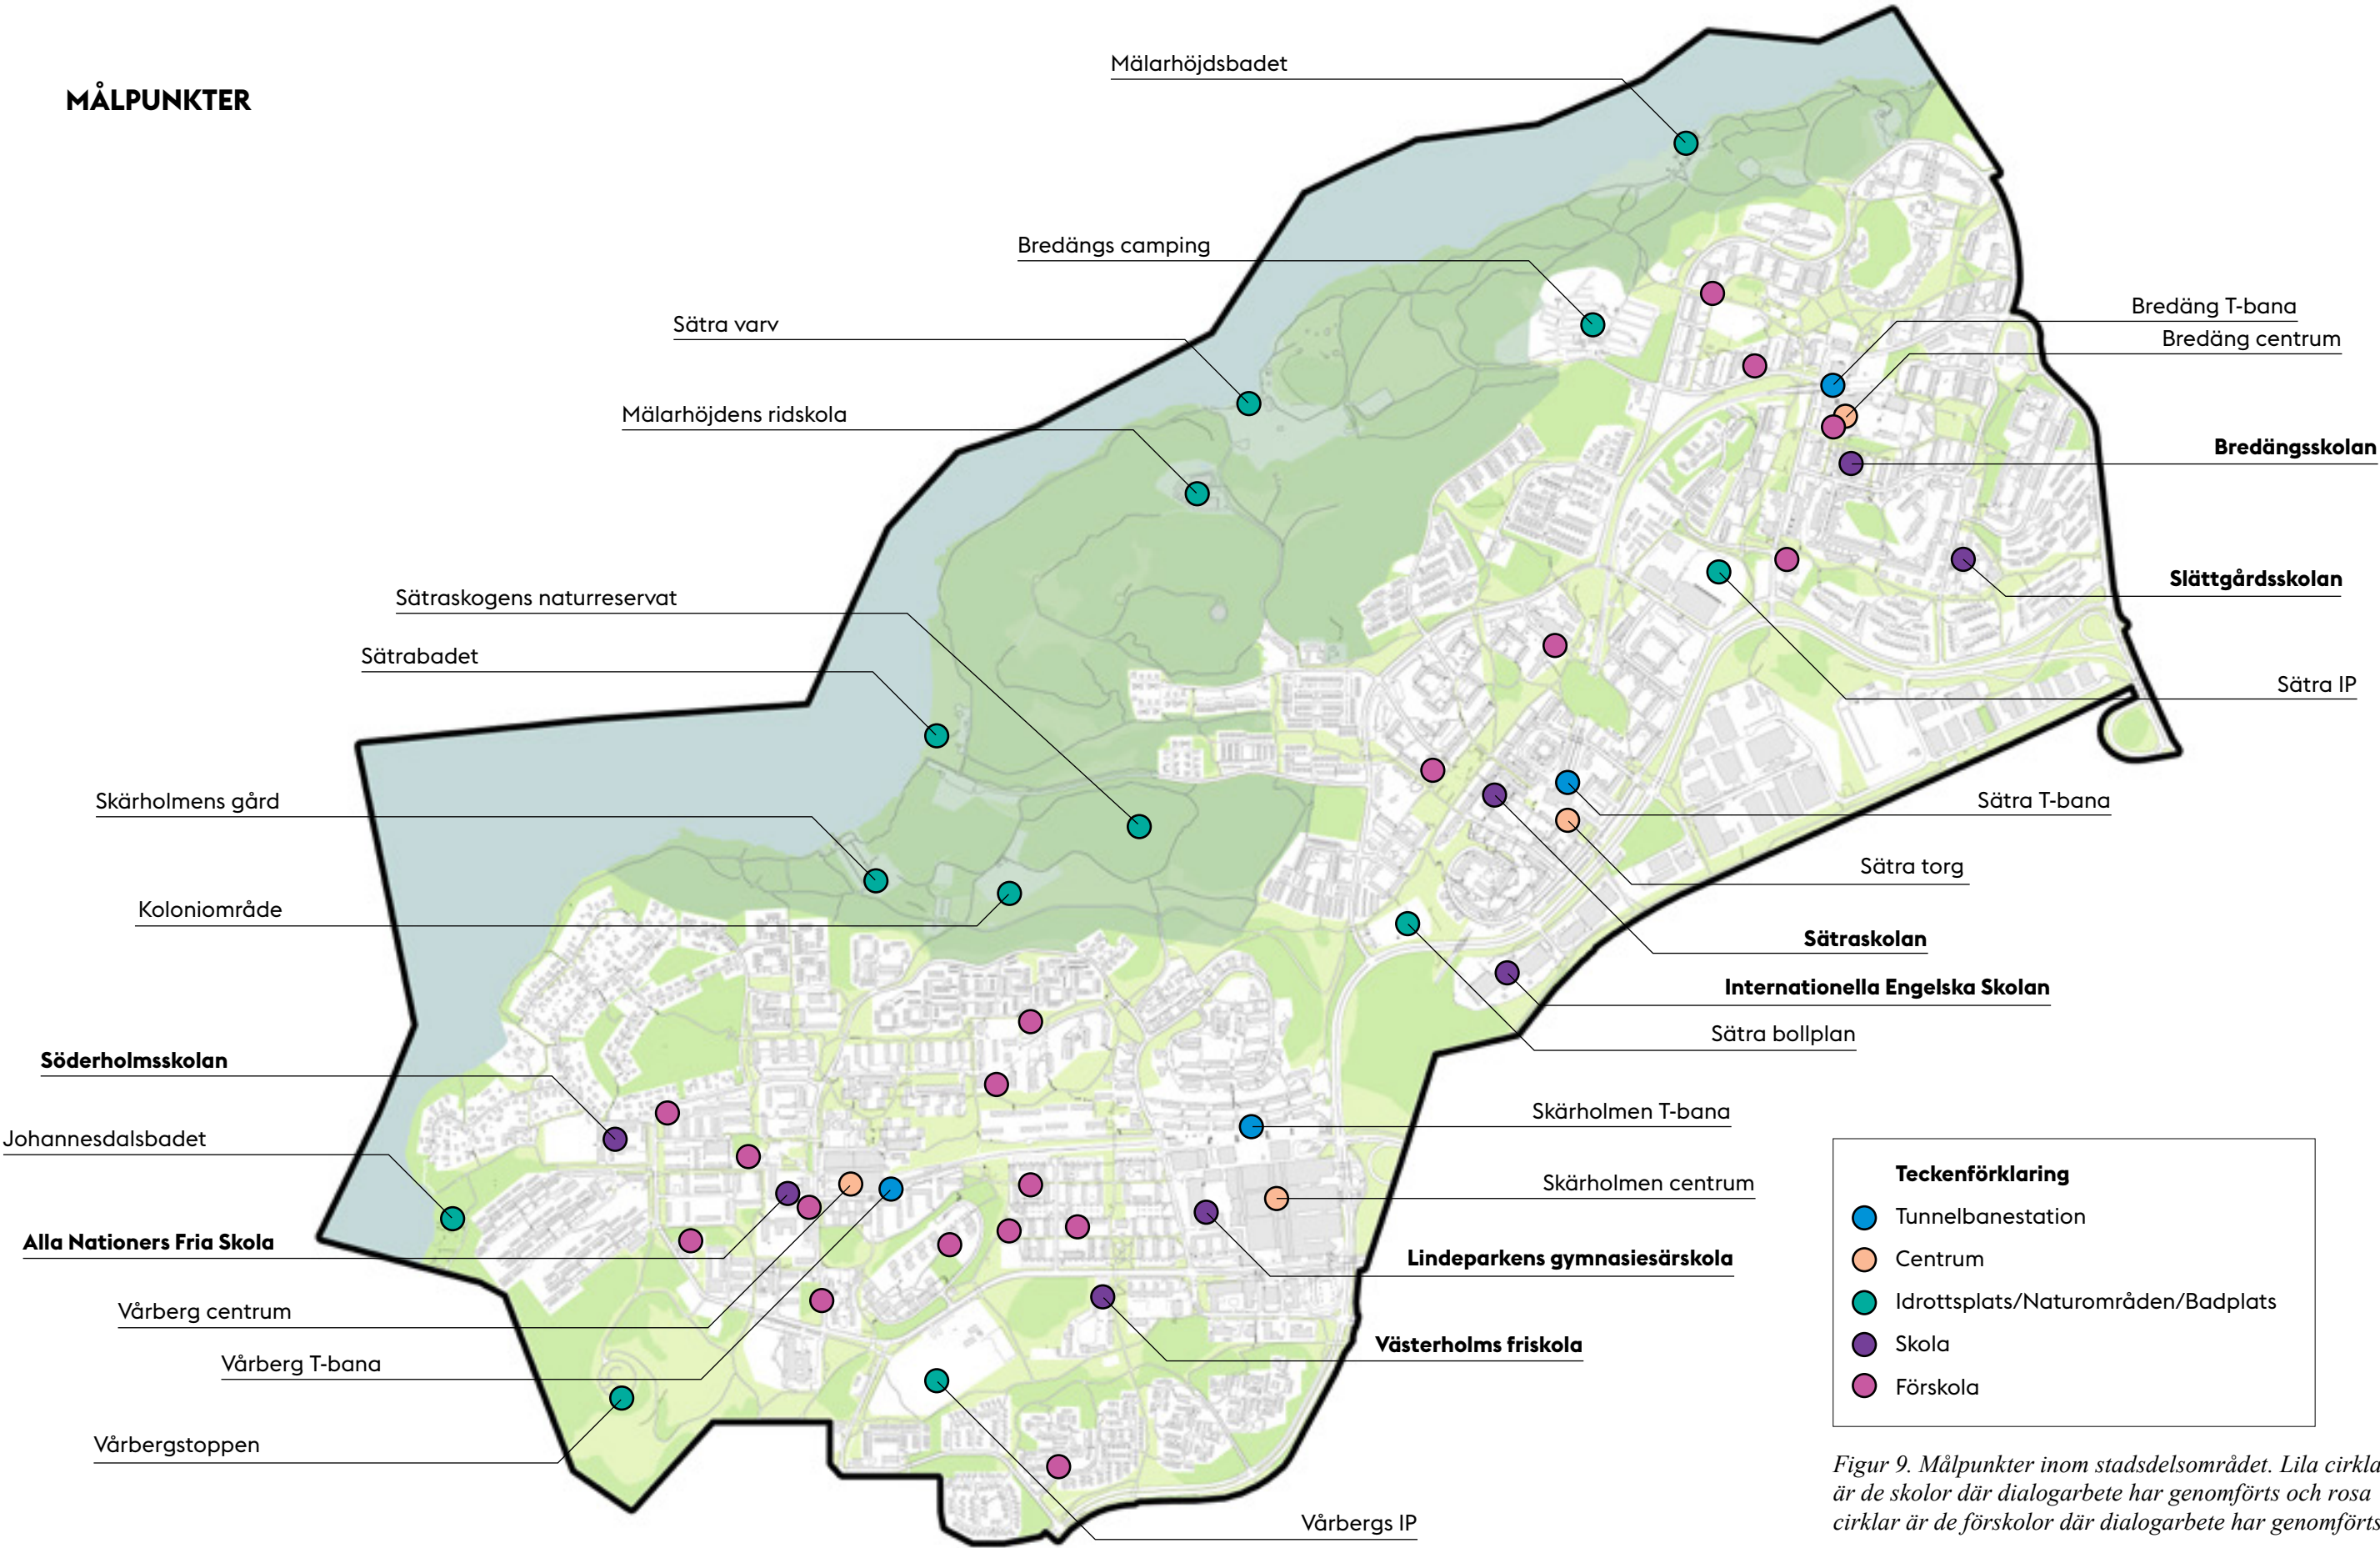 MÅLPUNKTER
Mälarhöjdsbadet
Bredängs camping
Sätra varv
Mälarhöjdens ridskola
Sätraskogens naturreservat
Sätrabadet
Skärholmens gård
Koloniområde
Söderholmsskolan
Johannesdalsbadet
Alla Nationers Fria Skola
Vårberg centrum
Vårberg T-bana
Vårbergstoppen
Bredäng T-bana
Bredäng centrum
Bredängsskolan
Slättgårdsskolan
Sätra IP
Sätra T-bana
Sätra torg
Sätraskolan
Internationella Engelska Skolan
Sätra bollplan
Skärholmen T-bana
Skärholmen centrum
Lindeparkens gymnasiesärskola
Västerholms friskola
Vårbergs IP
Teckenförklaring
Tunnelbanestation
Centrum
Idrottsplats/Naturområden/Badplats
Skola
Förskola
Figur 9. Målpunkter inom stadsdelsområdet. Lila cirkla
är de skolor där dialogarbete har genomförts och rosa
cirklar är de förskolor där dialogarbete har genomförts